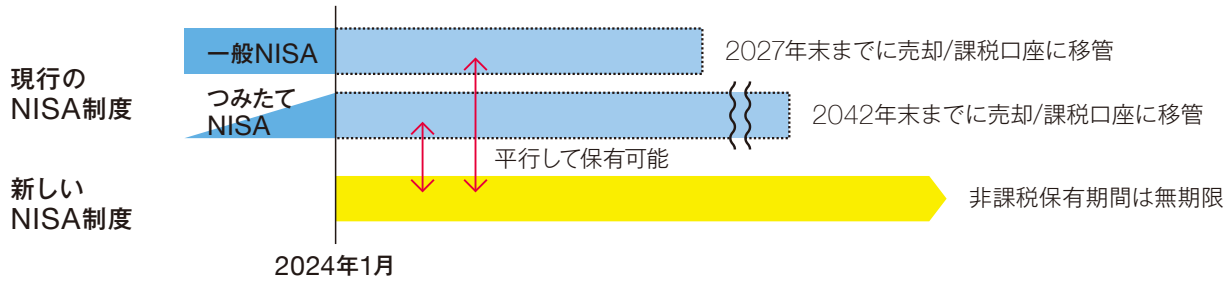 一般NISA
2027年末までに売却/課税口座に移管
現行の
NISA制度
つみたて
NISA
2042年末までに売却/課税口座に移管
平行して保有可能
新しい
NISA制度
非課税保有期間は無期限
2024年1月